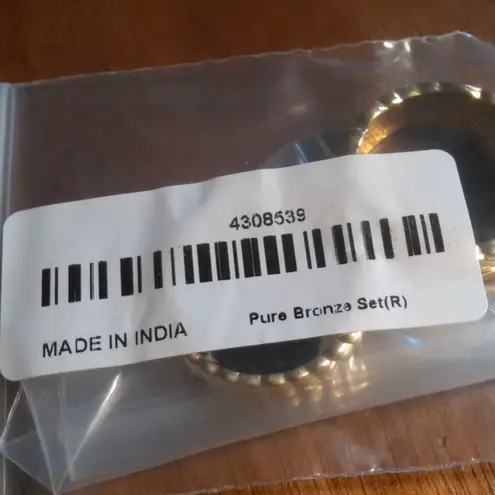 4308539
MADE IN INDIA
Pure Bronze Set(R)